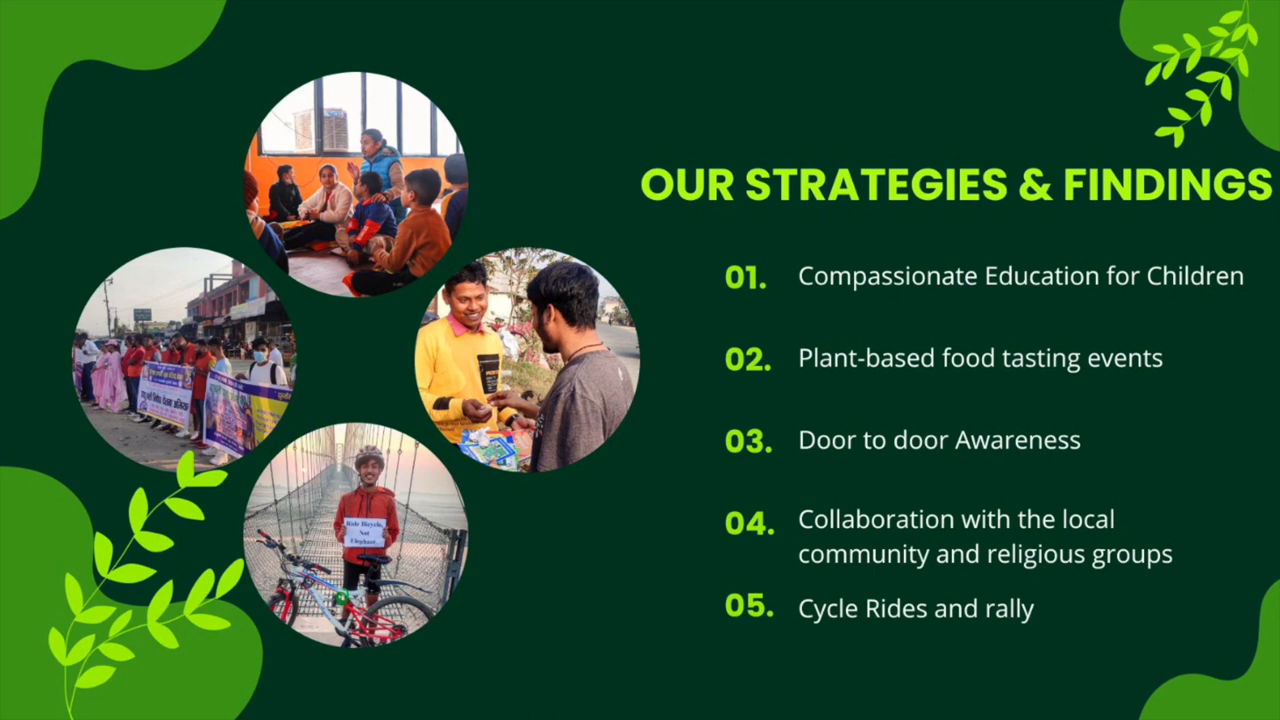 OUR STRATEGIES & FINDINGS
01. Compassionate Education for Children
02. Plant-based food tasting events
03. Door to door Awareness
04. Collaboration with the local
community and religious groups
05. Cycle Rides and rally
Ride Bicycle,
Not
Elephant.